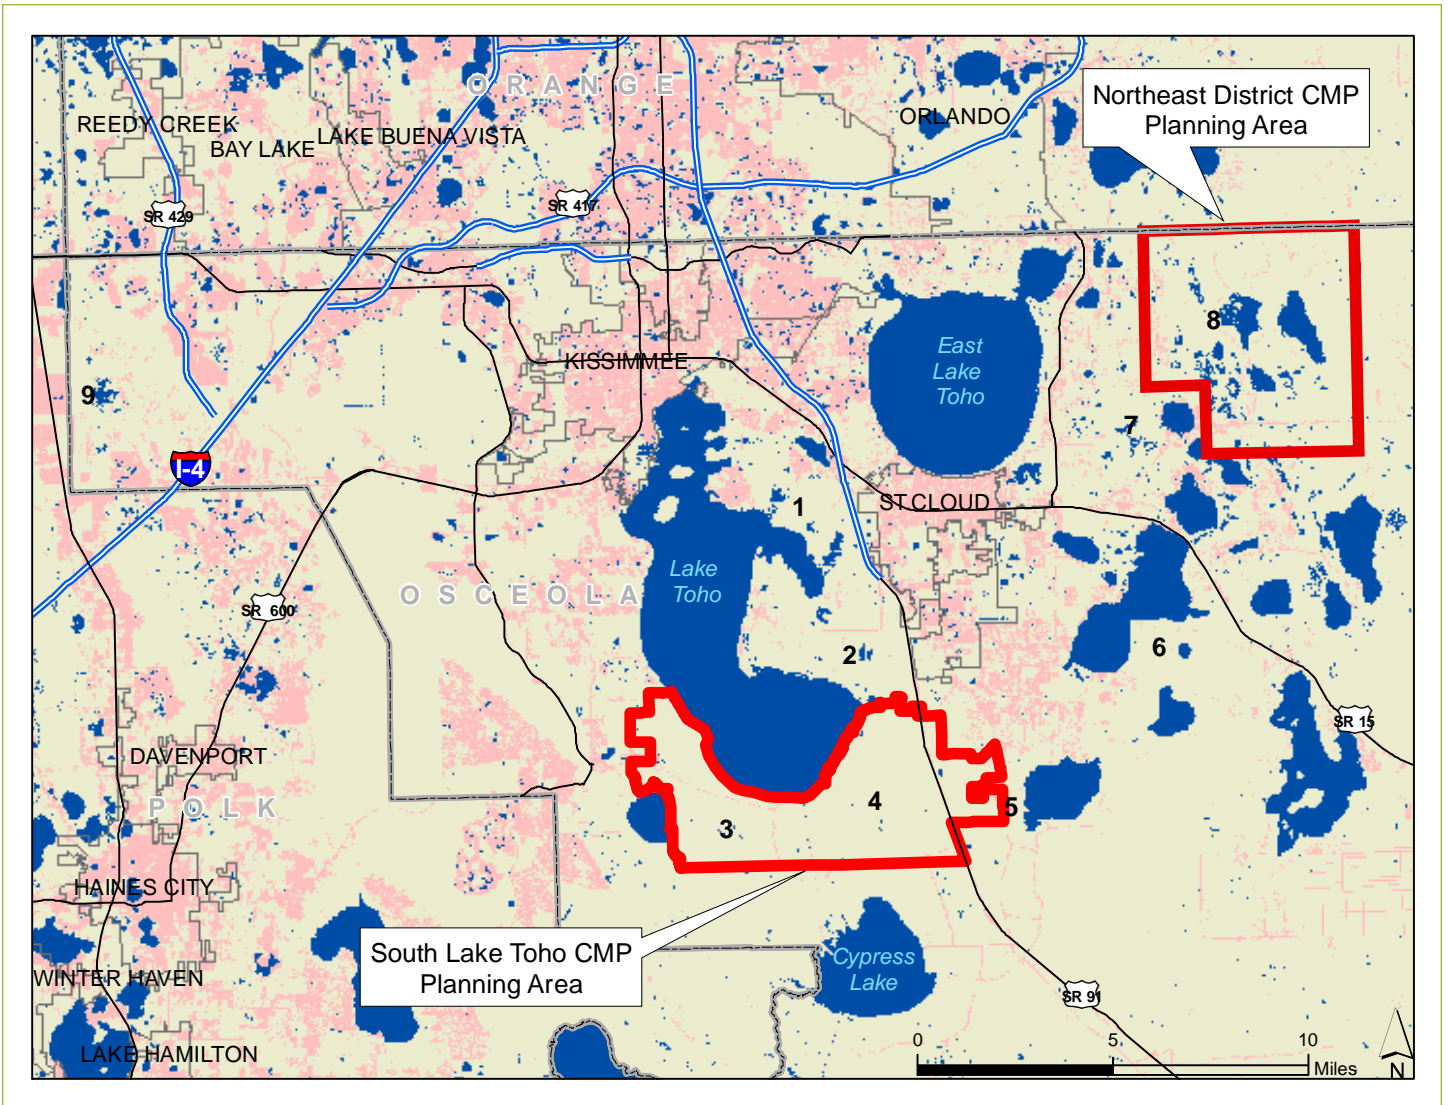 ORANGE
Northeast District CMP
Planning Area
ORLANDO
REEDY CREEK
LAKE BUENA VISTA
BAY LAKE
SR 429
SR 417
8
East
Lake
Toho
KISSIMMEE
9
7
I-4
1
ST CLOUD
Lake
Toho
OSCEOLA
SR 600
2
6
SR 15
DAVENPORT
POLK
4
5
3
HAINES CITY
South Lake Toho CMP
Planning Area
Cypress
Lake
WINTER HAVEN
SR 91
LAKE HAMILTON
0 5 10
Miles
N